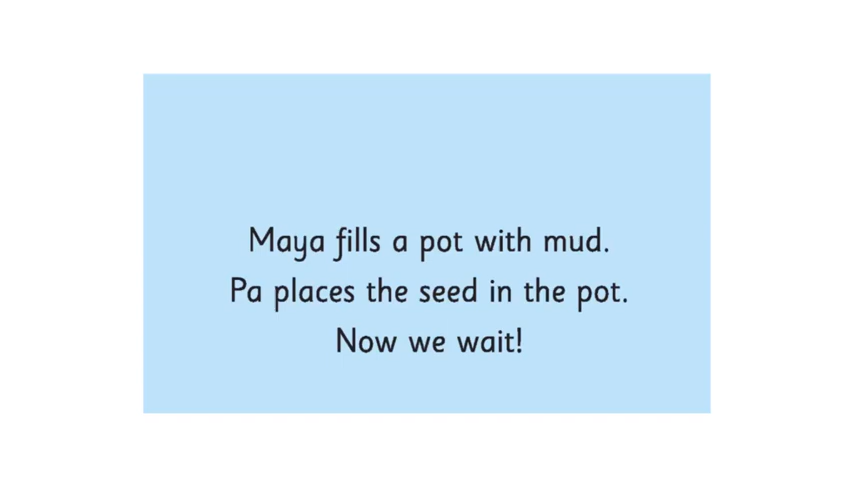 Maya fills a pot with mud.
Pa places the seed in the pot.
Now we wait!